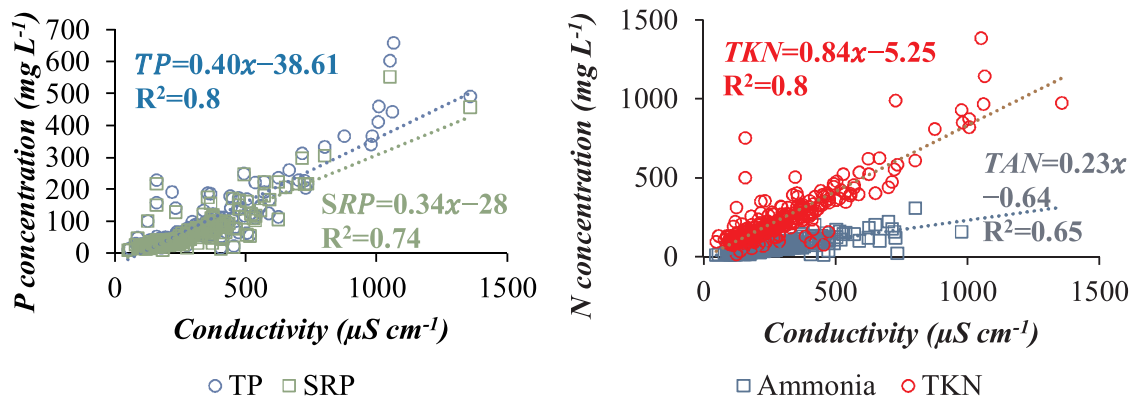 P concentration (mg L-1)
700
600
500
400
300
200
100
0
TP=0.40x−38.61
R2=0.8
SRP=0.34x−28
R2=0.74
0
500
1000
1500
Conductivity (µS cm-1)
TP
SRP
N concentration (mg L-1)
1500
1000
500
0
TKN=0.84x−5.25
R2=0.8
TAN=0.23x
−0.64
R2=0.65
0
500
1000
1500
Conductivity (µS cm-1)
Ammonia
TKN